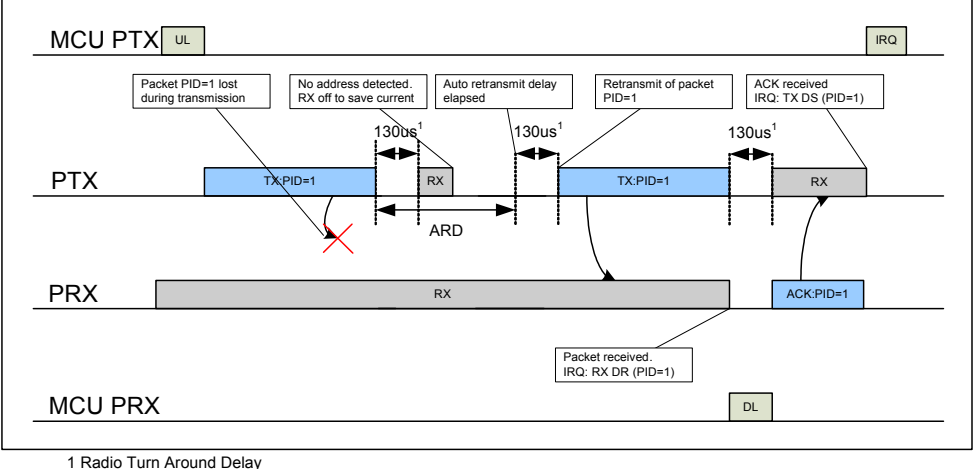 MCU PTX
UL
IRQ
Packet PID=1 lost
during transmission
No address detected.
RX off to save current
Auto retransmit delay
elapsed
Retransmit of packet
PID=1
ACK received
IRQ: TX DS (PID=1)
130us¹
130us¹
130us¹
PTX
TX:PID=1
RX
TX:PID=1
RX
ARD
PRX
RX
ACK:PID=1
Packet received.
IRQ: RX DR (PID=1)
MCU PRX
DL
1 Radio Turn Around Delay